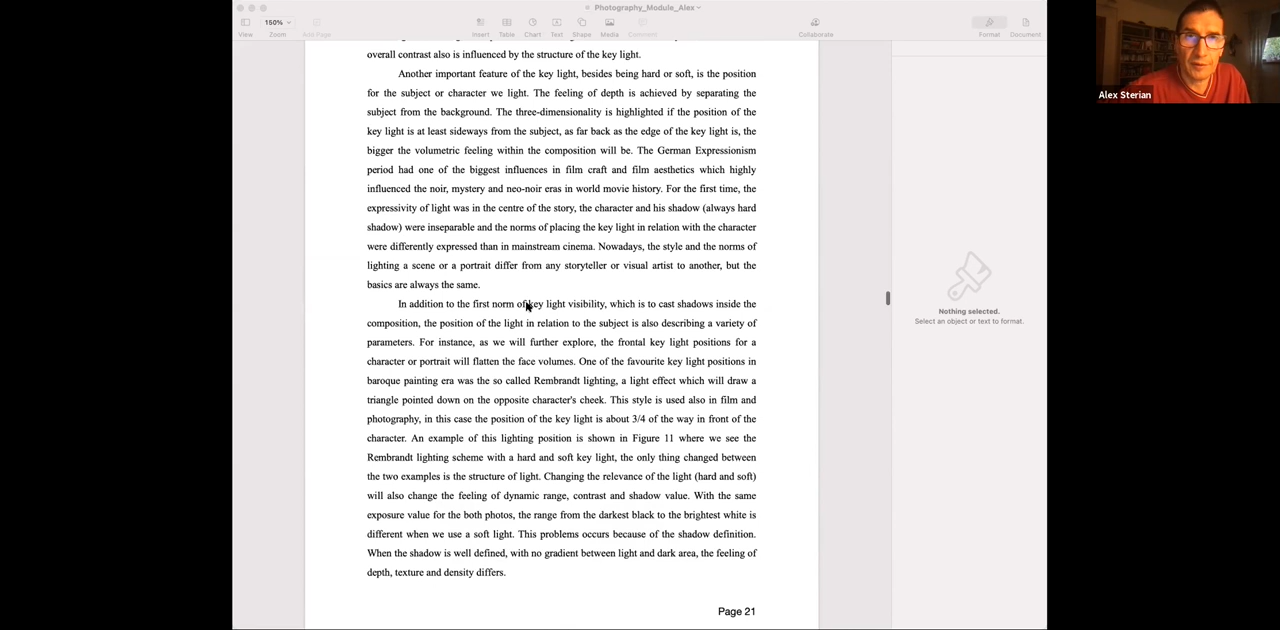 Photography_Module_Alex
150%
View
Zoom
Add Page
Insert
Table
Chart
Text
Shape
Media
Comment
Collaborate
Format
Document
Alex Sterian
overall contrast also is influenced by the structure of the key light.
Another important feature of the key light, besides being hard or soft, is the position
for the subject or character we light. The feeling of depth is achieved by separating the
subject from the background. The three-dimensionality is highlighted if the position of the
key light is at least sideways from the subject, as far back as the edge of the key light is, the
bigger the volumetric feeling within the composition will be. The German Expressionism
period had one of the biggest influences in film craft and film aesthetics which highly
influenced the noir, mystery and neo-noir eras in world movie history. For the first time, the
expressivity of light was in the centre of the story, the character and his shadow (always hard
shadow) were inseparable and the norms of placing the key light in relation with the character
were differently expressed than in mainstream cinema. Nowadays, the style and the norms of
lighting a scene or a portrait differ from any storyteller or visual artist to another, but the
basics are always the same.
In addition to the first norm of key light visibility, which is to cast shadows inside the
composition, the position of the light in relation to the subject is also describing a variety of
parameters. For instance, as we will further explore, the frontal key light positions for a
character or portrait will flatten the face volumes. One of the favourite key light positions in
baroque painting era was the so called Rembrandt lighting, a light effect which will draw a
triangle pointed down on the opposite character's cheek. This style is used also in film and
photography, in this case the position of the key light is about 3/4 of the way in front of the
character. An example of this lighting position is shown in Figure 11 where we see the
Rembrandt lighting scheme with a hard and soft key light, the only thing changed between
the two examples is the structure of light. Changing the relevance of the light (hard and soft)
will also change the feeling of dynamic range, contrast and shadow value. With the same
exposure value for the both photos, the range from the darkest black to the brightest white is
different when we use a soft light. This problems occurs because of the shadow definition.
When the shadow is well defined, with no gradient between light and dark area, the feeling of
depth, texture and density differs.
Page 21
Nothing selected.
Select an object or text to format.